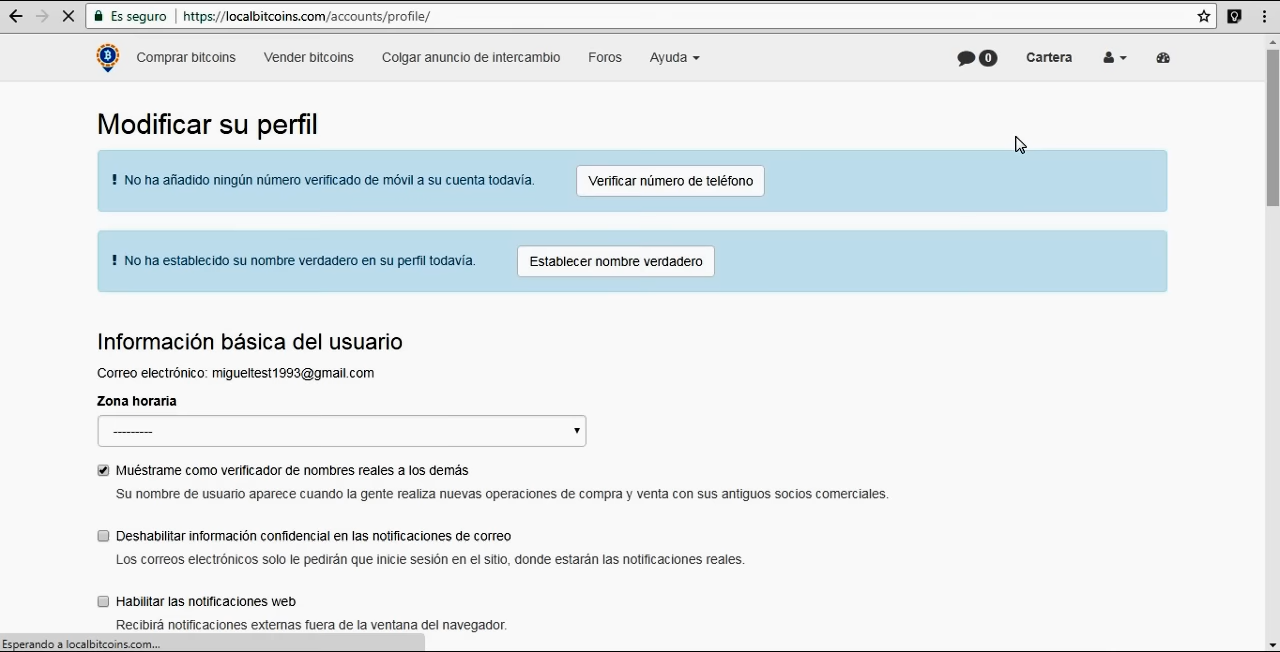 Es seguro https://localbitcoins.com/accounts/profile/
Comprar bitcoins Vender bitcoins Colgar anuncio de intercambio Foros Ayuda 0 Cartera
Modificar su perfil
! No ha añadido ningún número verificado de móvil a su cuenta todavía. Verificar número de teléfono
! No ha establecido su nombre verdadero en su perfil todavía. Establecer nombre verdadero
Información básica del usuario
Correo electrónico: migueltest1993@gmail.com
Zona horaria
---------
Muéstrame como verificador de nombres reales a los demás
Su nombre de usuario aparece cuando la gente realiza nuevas operaciones de compra y venta con sus antiguos socios comerciales.
Deshabilitar información confidencial en las notificaciones de correo
Los correos electrónicos solo le pedirán que inicie sesión en el sitio, donde estarán las notificaciones reales.
Habilitar las notificaciones web
Recibirá notificaciones externas fuera de la ventana del navegador.
Esperando a localbitcoins.com...